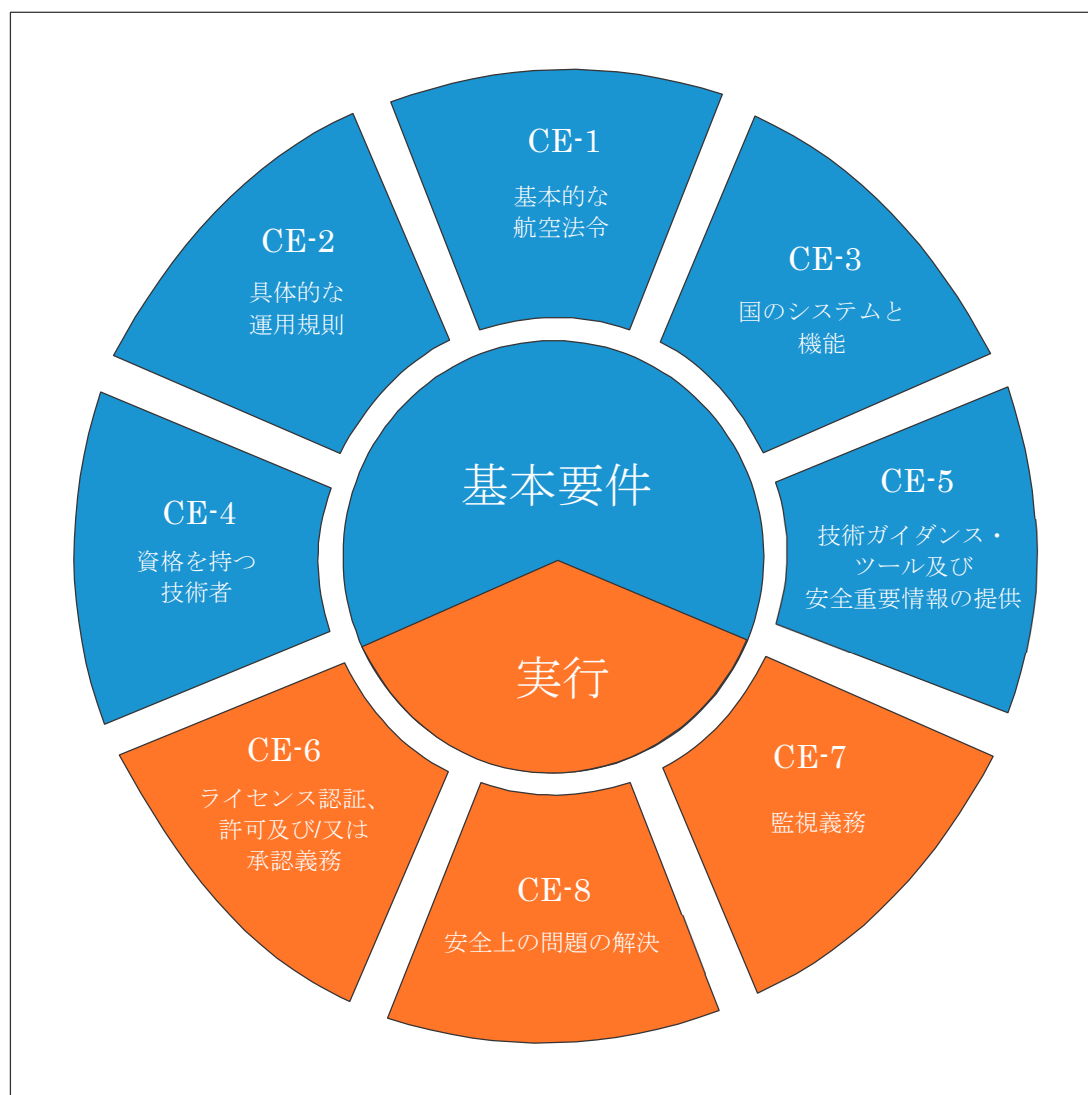 CE-1
基本的な
航空法令
CE-2
具体的な
運用規則
CE-3
国のシステムと
機能
CE-4
資格を持つ
技術者
基本要件
CE-5
技術ガイダンス・
ツール及び
安全重要情報の提供
実行
CE-6
ライセンス認証、
許可及び/又は
承認義務
CE-7
監視義務
CE-8
安全上の問題の解決